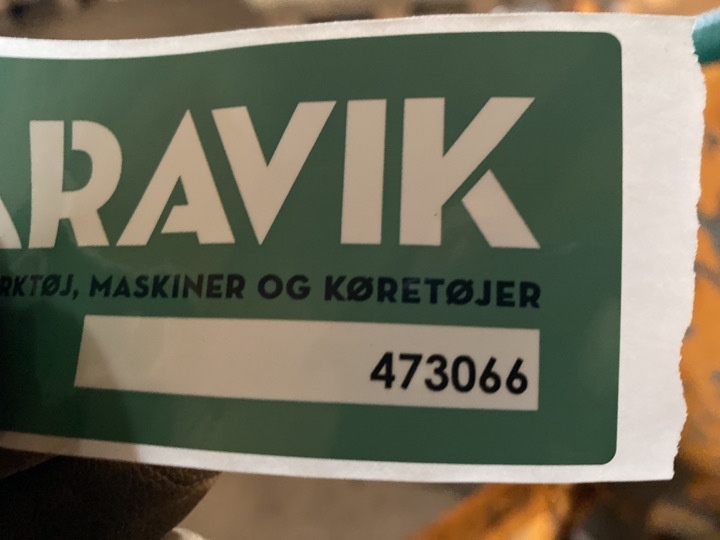 ARAVIK
RKTØJ, MASKINER OG KØRETØJER
473066